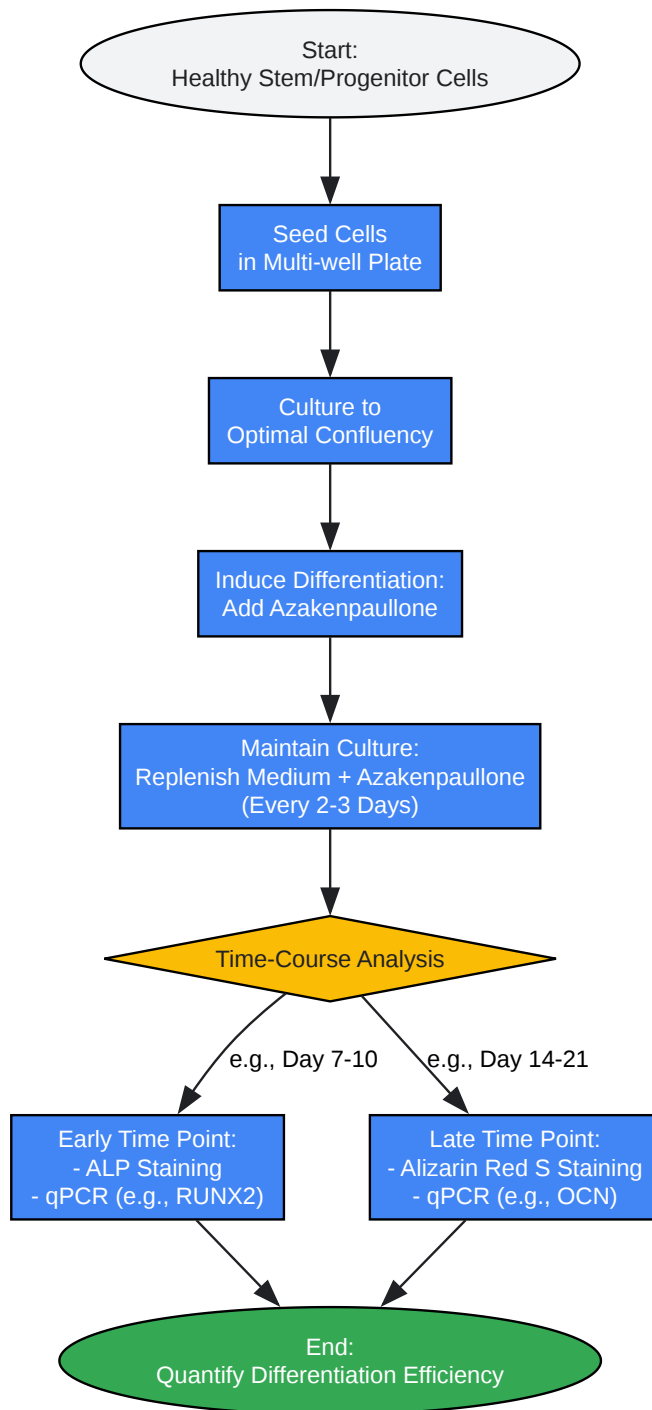 Start:
Healthy Stem/Progenitor Cells
Seed Cells
in Multi-well Plate
Culture to
Optimal Confluency
Induce Differentiation:
Add Azakenpaullone
Maintain Culture:
Replenish Medium + Azakenpaullone
(Every 2-3 Days)
Time-Course Analysis
e.g., Day 7-10
e.g., Day 14-21
Early Time Point:
- ALP Staining
- qPCR (e.g., RUNX2)
Late Time Point:
- Alizarin Red S Staining
- qPCR (e.g., OCN)
End:
Quantify Differentiation Efficiency